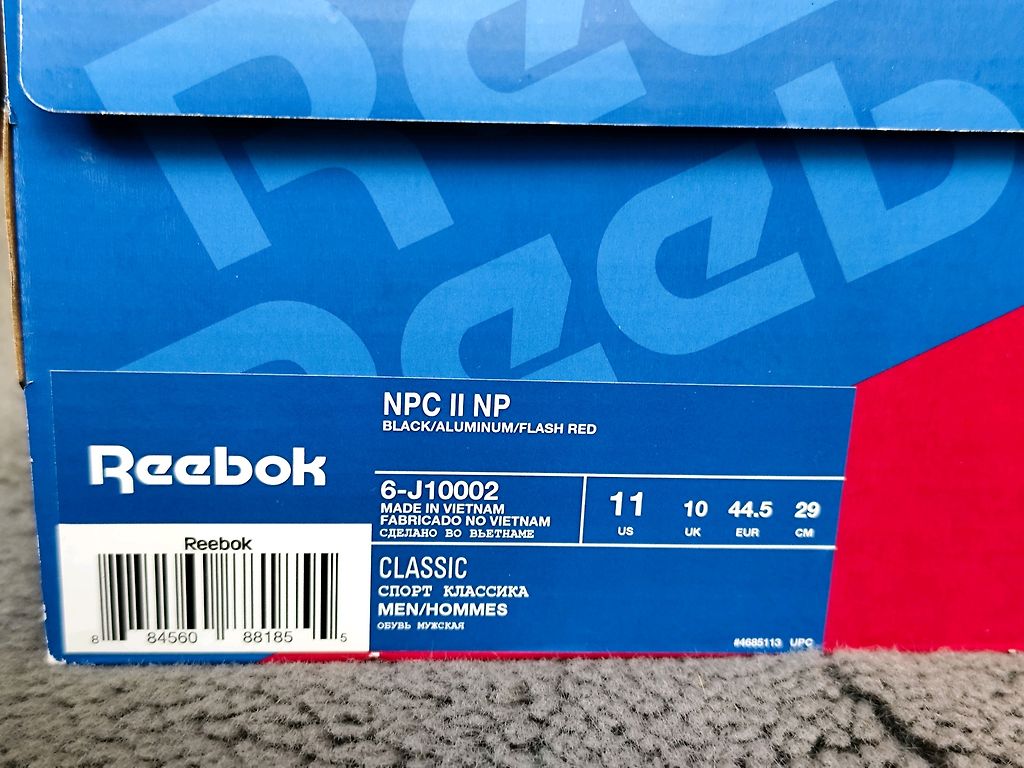 Reeb
Reeb
NPC II NP
BLACK/ALUMINUM/FLASH RED
Reebok
6-J10002
MADE IN VIETNAM
FABRICADO NO VIETNAM
СДЕЛАНО ВО ВЬЕТНАМЕ
11 10 44.5 29
US UK EUR CM
Reebok
8 84560 88185 5
CLASSIC
СПОРТ КЛАССИКА
MEN/HOMMES
ОБУВЬ МУЖСКАЯ
#4685113 UPC